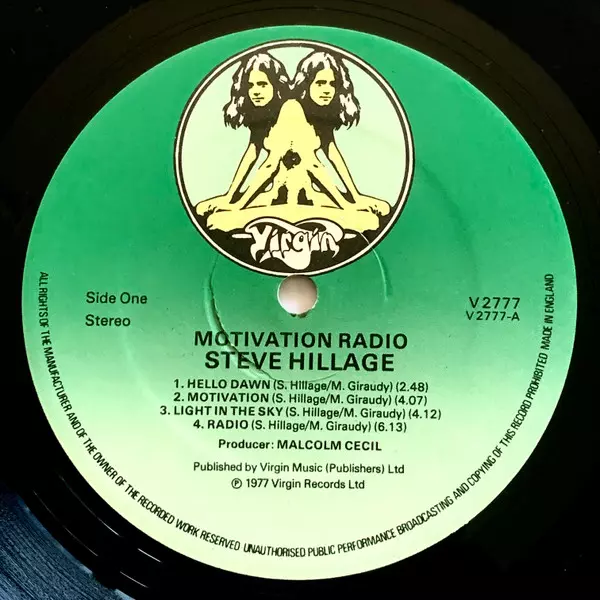 Virgin
Side One
Stereo
V 2777
V 2777-A
MOTIVATION RADIO
STEVE HILLAGE
1. HELLO DAWN (S. Hillage/M. Giraudy) (2.48)
2. MOTIVATION (S. Hillage/M. Giraudy) (4.07)
3. LIGHT IN THE SKY (S. Hillage/M. Giraudy) (4.12)
4. RADIO (S. Hillage/M. Giraudy) (6.13)
Producer: MALCOLM CECIL
Published by Virgin Music (Publishers) Ltd
℗ 1977 Virgin Records Ltd
ALL RIGHTS OF THE MANUFACTURER AND OF THE OWNER OF THE RECORDED WORK RESERVED UNAUTHORISED PUBLIC PERFORMANCE BROADCASTING AND COPYING OF THIS RECORD PROHIBITED MADE IN ENGLAND